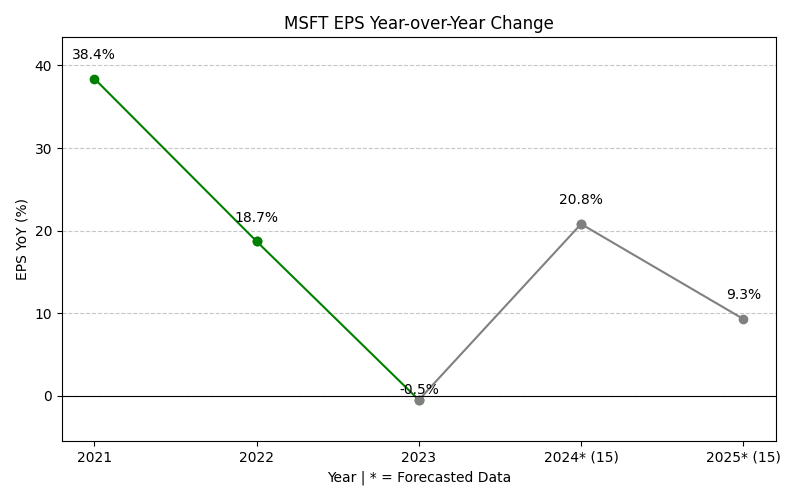 MSFT EPS Year-over-Year Change
38.4%
40
30
20.8%
18.7%
20
EPS YoY (%)
9.3%
10
-0.5%
0
2021 2022 2023 2024* (15) 2025* (15)
Year | * = Forecasted Data